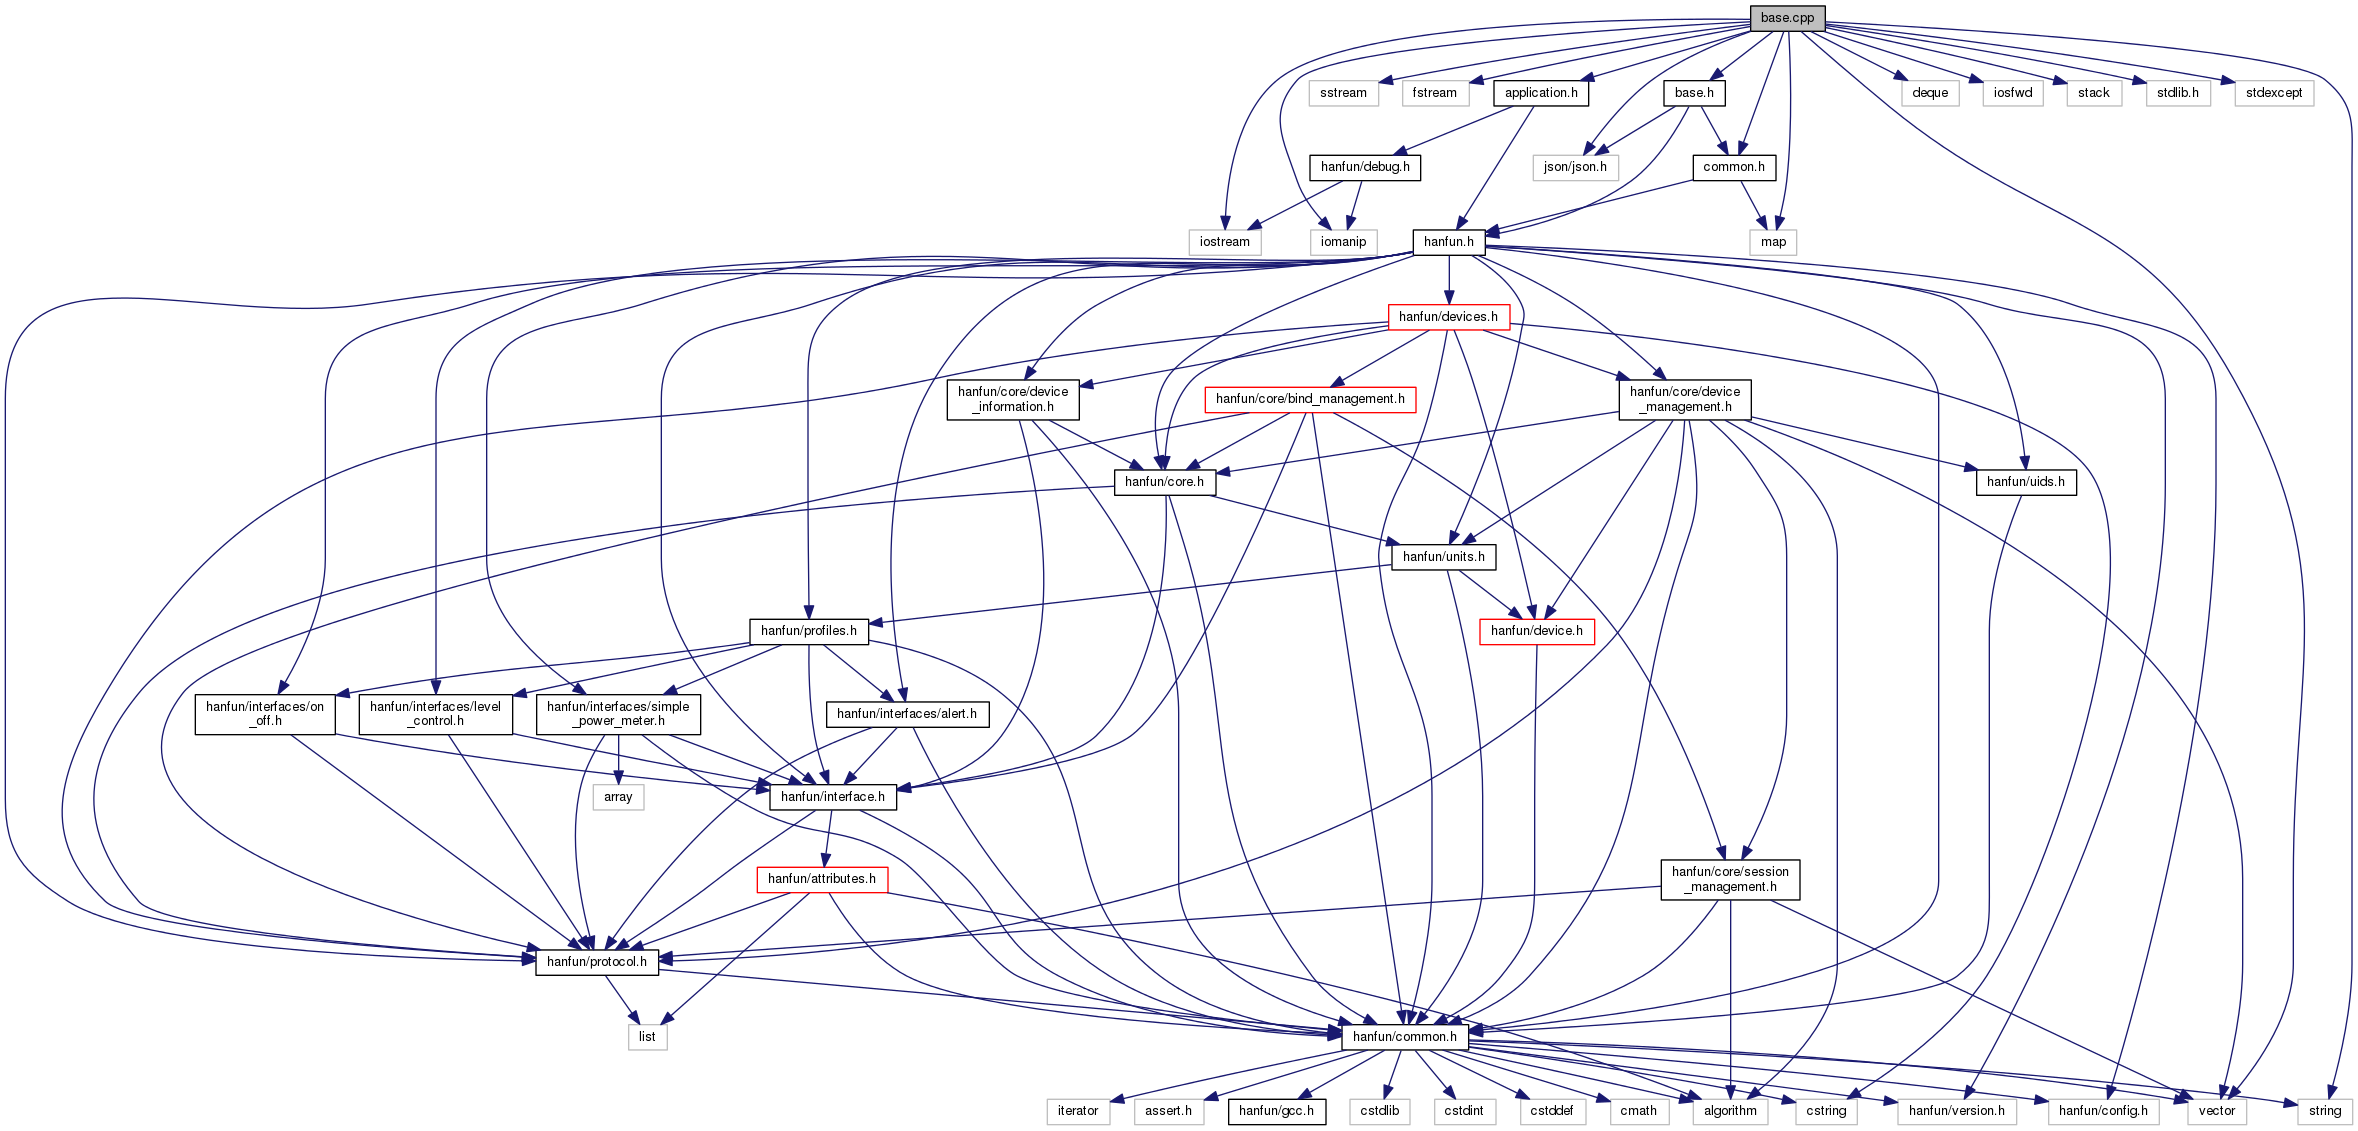 base.cpp
sstream
fstream
application.h
base.h
deque
iosfwd
stack
stdlib.h
stdexcept
hanfun/debug.h
json/json.h
common.h
iostream
iomanip
hanfun.h
map
hanfun/devices.h
hanfun/core/device
_information.h
hanfun/core/bind_management.h
hanfun/core/device
_management.h
hanfun/core.h
hanfun/uids.h
hanfun/units.h
hanfun/profiles.h
hanfun/device.h
hanfun/interfaces/on
_off.h
hanfun/interfaces/level
_control.h
hanfun/interfaces/simple
_power_meter.h
hanfun/interfaces/alert.h
array
hanfun/interface.h
hanfun/attributes.h
hanfun/core/session
_management.h
hanfun/protocol.h
list
hanfun/common.h
iterator
assert.h
hanfun/gcc.h
cstdlib
cstdint
cstddef
cmath
algorithm
cstring
hanfun/version.h
hanfun/config.h
vector
string